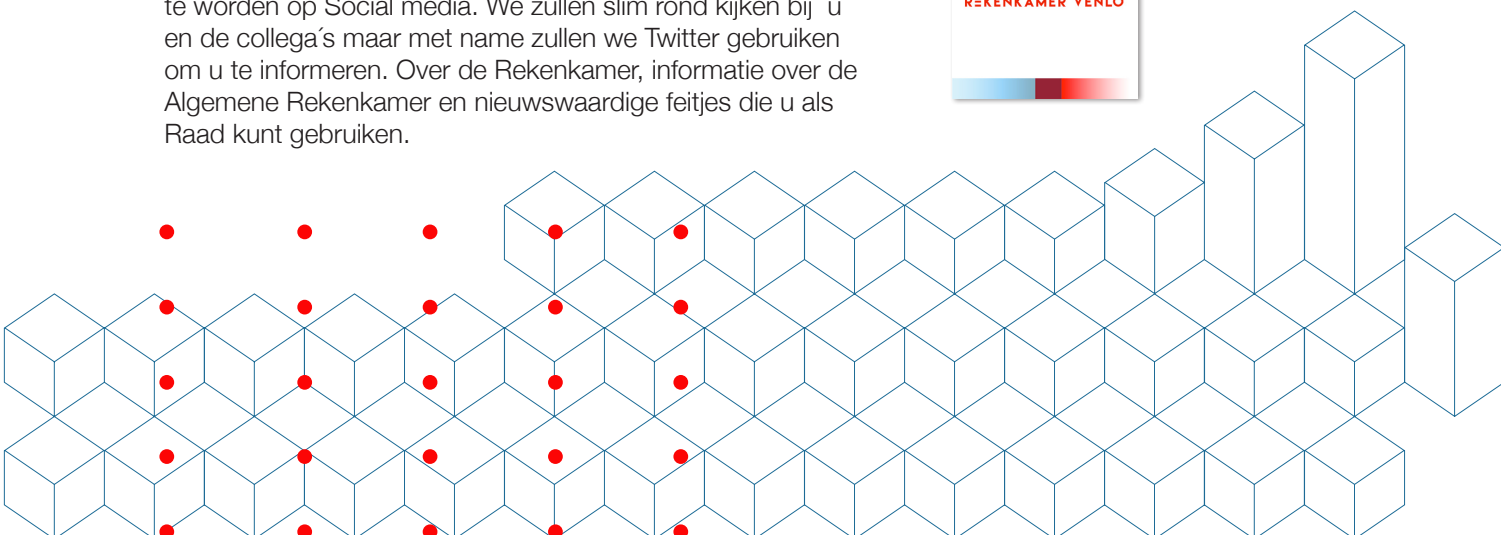 te worden op Social media. We zullen slim rond kijken bij  u
en de collega´s maar met name zullen we Twitter gebruiken
om u te informeren. Over de Rekenkamer, informatie over de
Algemene Rekenkamer en nieuwswaardige feitjes die u als
Raad kunt gebruiken.
REKENKAMER VENLO